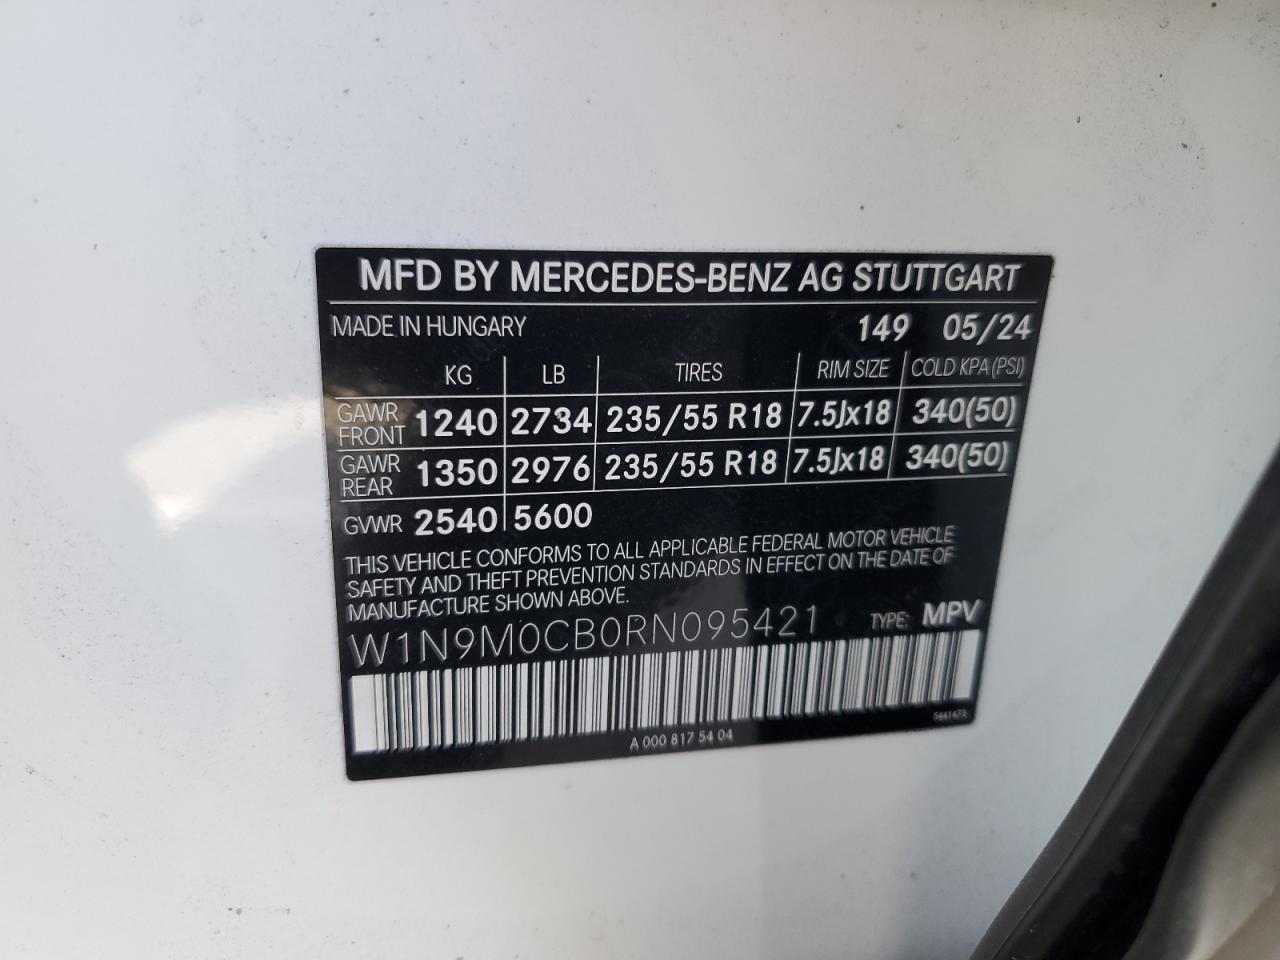 MFD BY MERCEDES-BENZ AG STUTTGART
MADE IN HUNGARY 149 05/24
KG LB TIRES RIM SIZE COLD KPA (PSI)
GAWR FRONT 1240 2734 235/55 R18 7.5Jx18 340(50)
GAWR REAR 1350 2976 235/55 R18 7.5Jx18 340(50)
GVWR 2540 5600
THIS VEHICLE CONFORMS TO ALL APPLICABLE FEDERAL MOTOR VEHICLE
SAFETY AND THEFT PREVENTION STANDARDS IN EFFECT ON THE DATE OF
MANUFACTURE SHOWN ABOVE.
W1N9M0CB0RN095421 TYPE: MPV
A 000 817 54 04